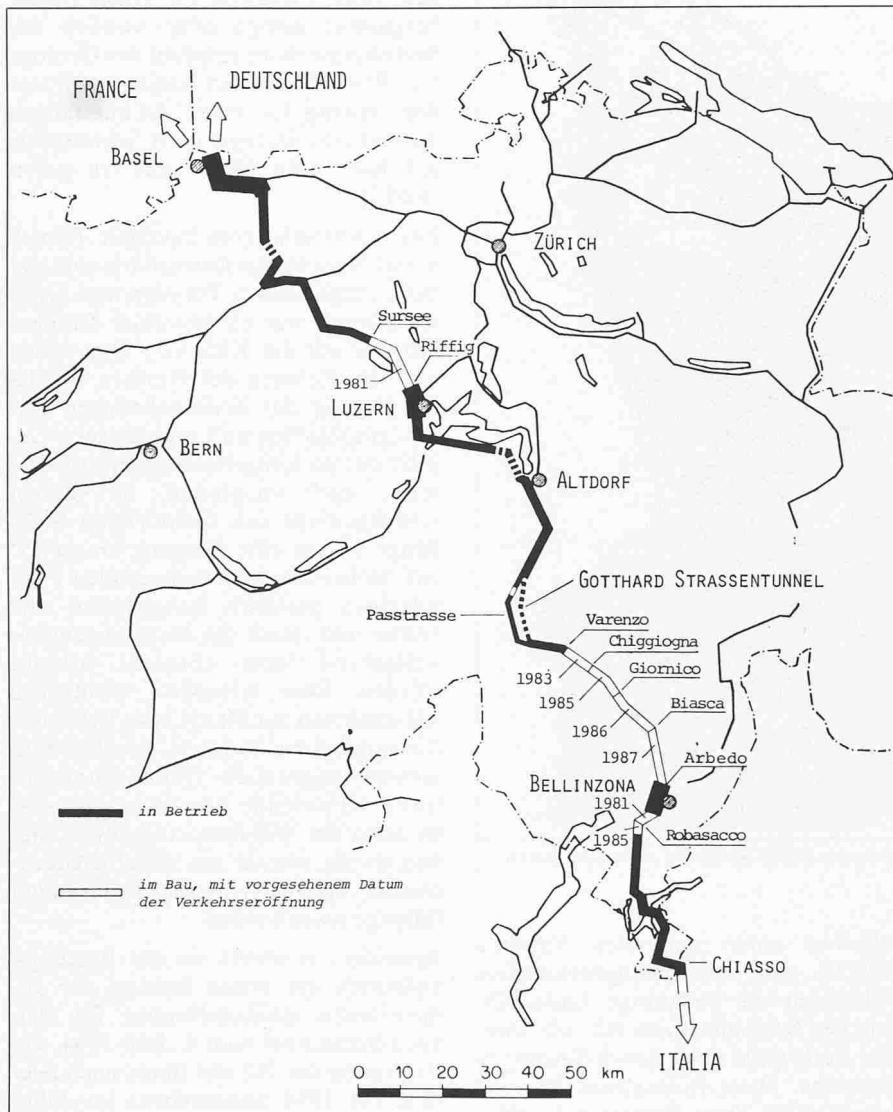 FRANCE
DEUTSCHLAND
BASEL
ZÜRICH
Sursee
Riffig
1981
LUZERN
BERN
ALTDORF
GOTTHARD STRASSENTUNNEL
Passtrasse
Varenzo
Chiggiogna
1983
Giornico
1985
1986
Biasca
1987
Arbedo
BELLINZONA
1981
1985
Robasacco
in Betrieb
im Bau, mit vorgesehenem Datum
der Verkehrseröffnung
CHIASSO
ITALIA
0 10 20 30 40 50 km